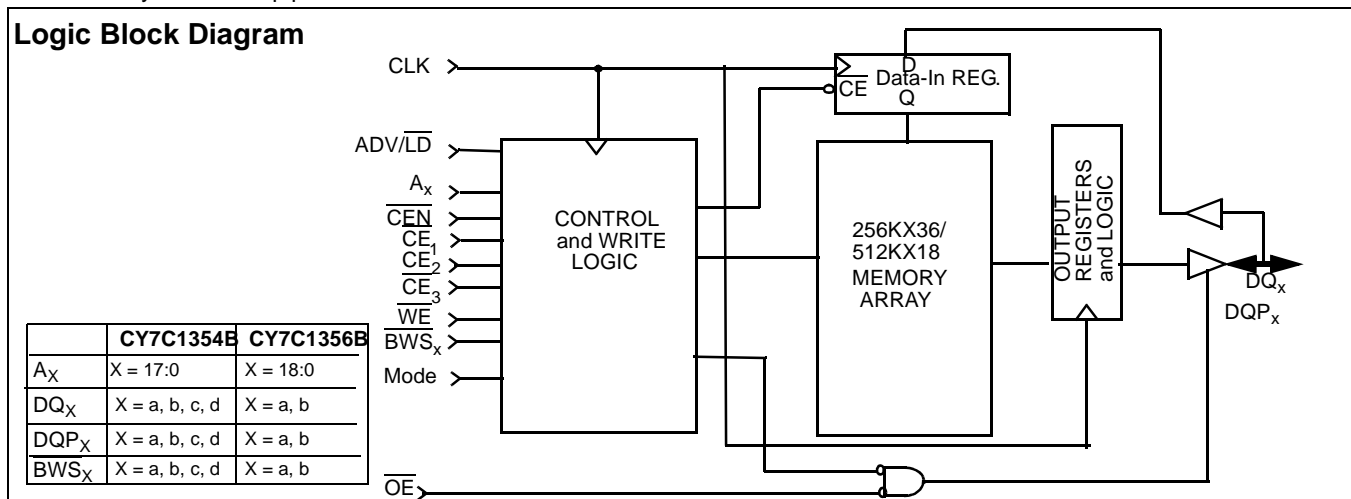 Logic Block Diagram
CLK
D
CE
Data-In REG.
Q
ADV/LD
Ax
CEN
CE1
CE2
CE3
WE
BWSx
Mode
CONTROL
and WRITE
LOGIC
256KX36/
512KX18
MEMORY
ARRAY
OUTPUT
REGISTERS
and LOGIC
DQx
DQPx
CY7C1354B CY7C1356B
AX X = 17:0 X = 18:0
DQX X = a, b, c, d X = a, b
DQPX X = a, b, c, d X = a, b
BWSX X = a, b, c, d X = a, b
OE